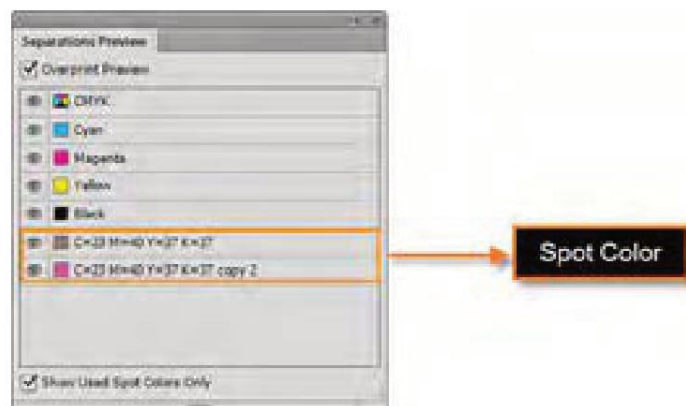 Separations Preview
Overprint Preview
CMYK
Cyan
Magenta
Yellow
Black
C=23 M=40 Y=37 K=37
C=23 M=40 Y=37 K=37 copy 2
Spot Color
Show Used Spot Colors Only